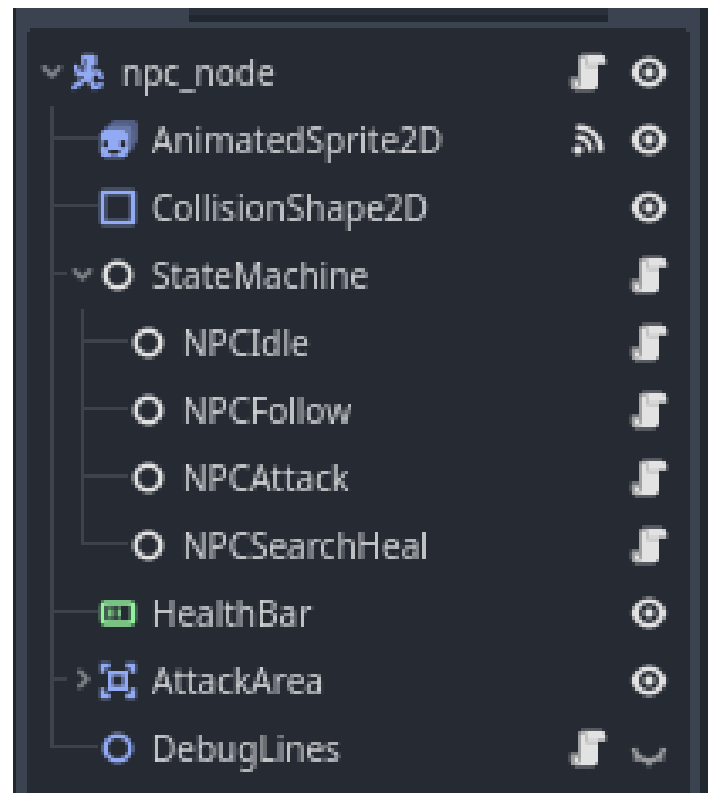 npc_node
AnimatedSprite2D
CollisionShape2D
StateMachine
NPCIdle
NPCFollow
NPCAttack
NPCSearchHeal
HealthBar
AttackArea
DebugLines